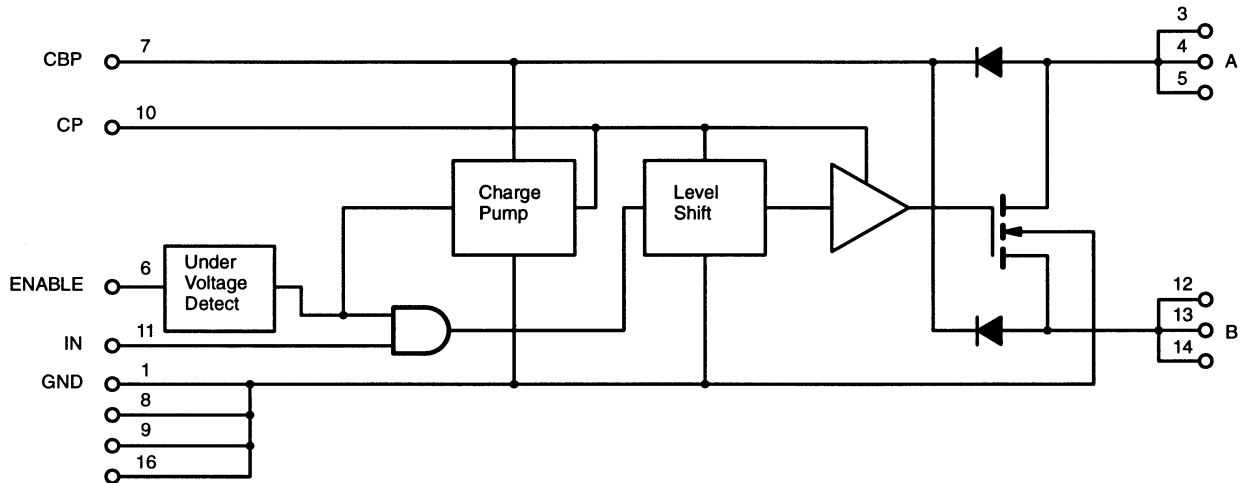 3
CBP 7 4 A
5
CP 10
Charge
Pump
Level
Shift
ENABLE 6
Under
Voltage
Detect
12
IN 11 13 B
14
GND 1
8
9
16